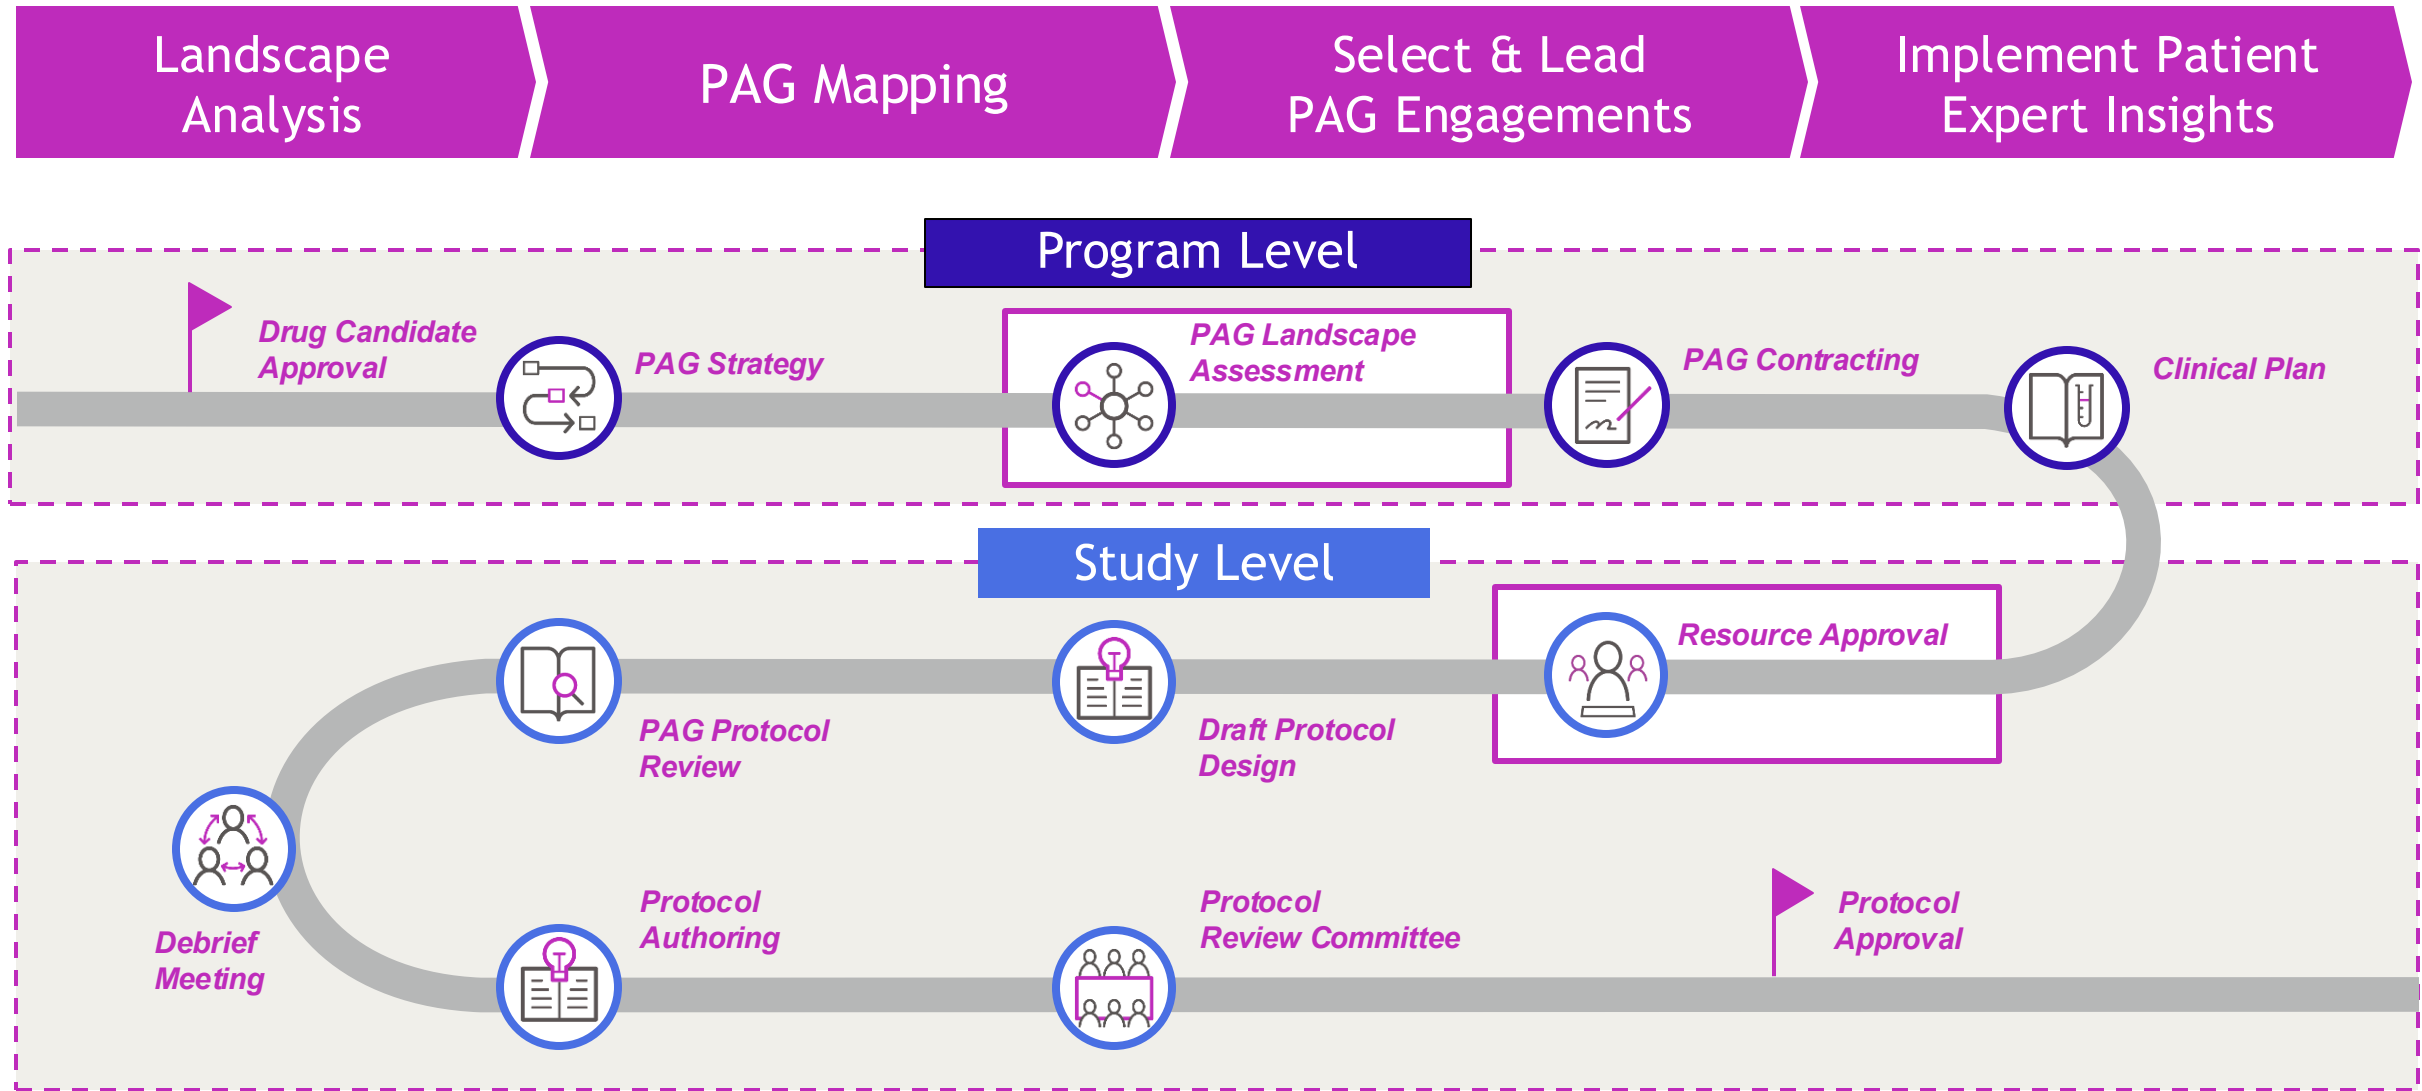 Landscape
Analysis
PAG Mapping
Select & Lead
PAG Engagements
Implement Patient
Expert Insights
Program Level
Drug Candidate
Approval
PAG Strategy
PAG Landscape
Assessment
PAG Contracting
Clinical Plan
Study Level
Resource Approval
Draft Protocol
Design
PAG Protocol
Review
Debrief
Meeting
Protocol
Authoring
Protocol
Review Committee
Protocol
Approval